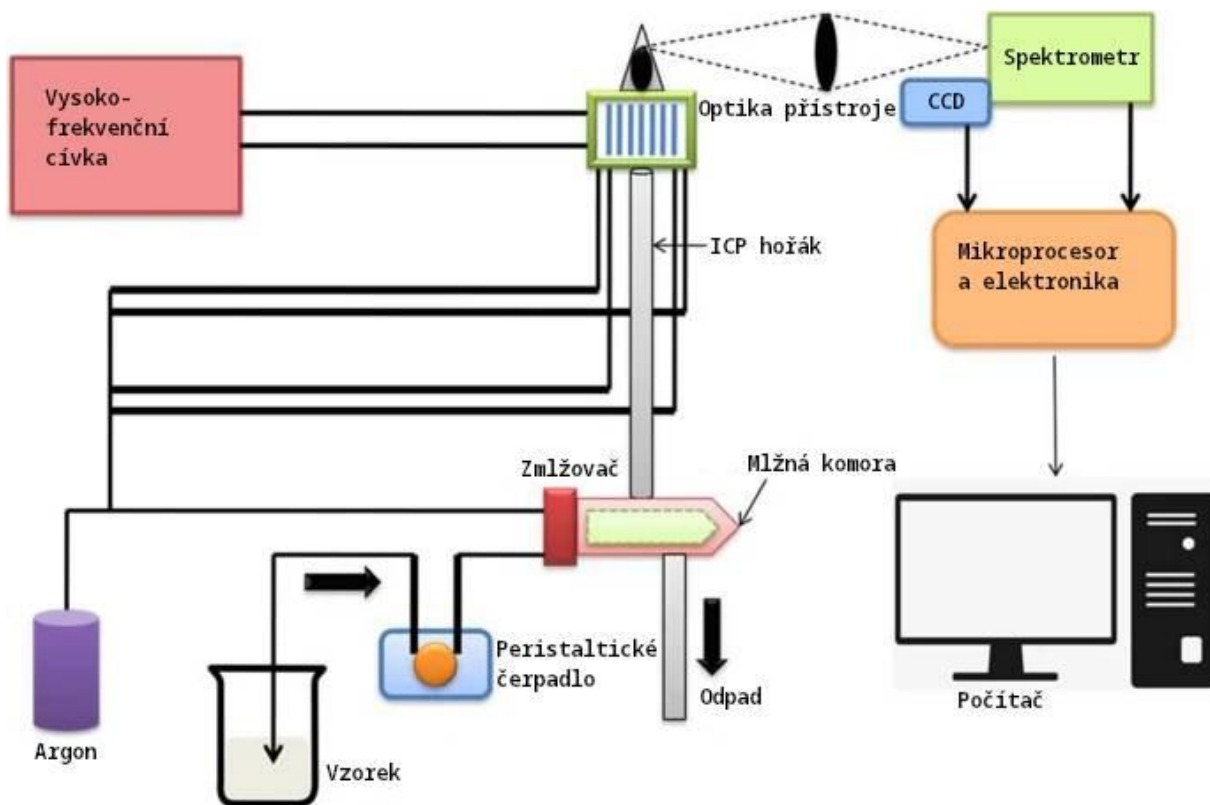 Vysoko-
frekvenční
cívka
Optika přístroje
Spektrometr
CCD
ICP hořák
Mikroprocesor
a elektronika
Zmlžovač
Mlžná komora
Peristaltické
čerpadlo
Odpad
Počítač
Argon
Vzorek